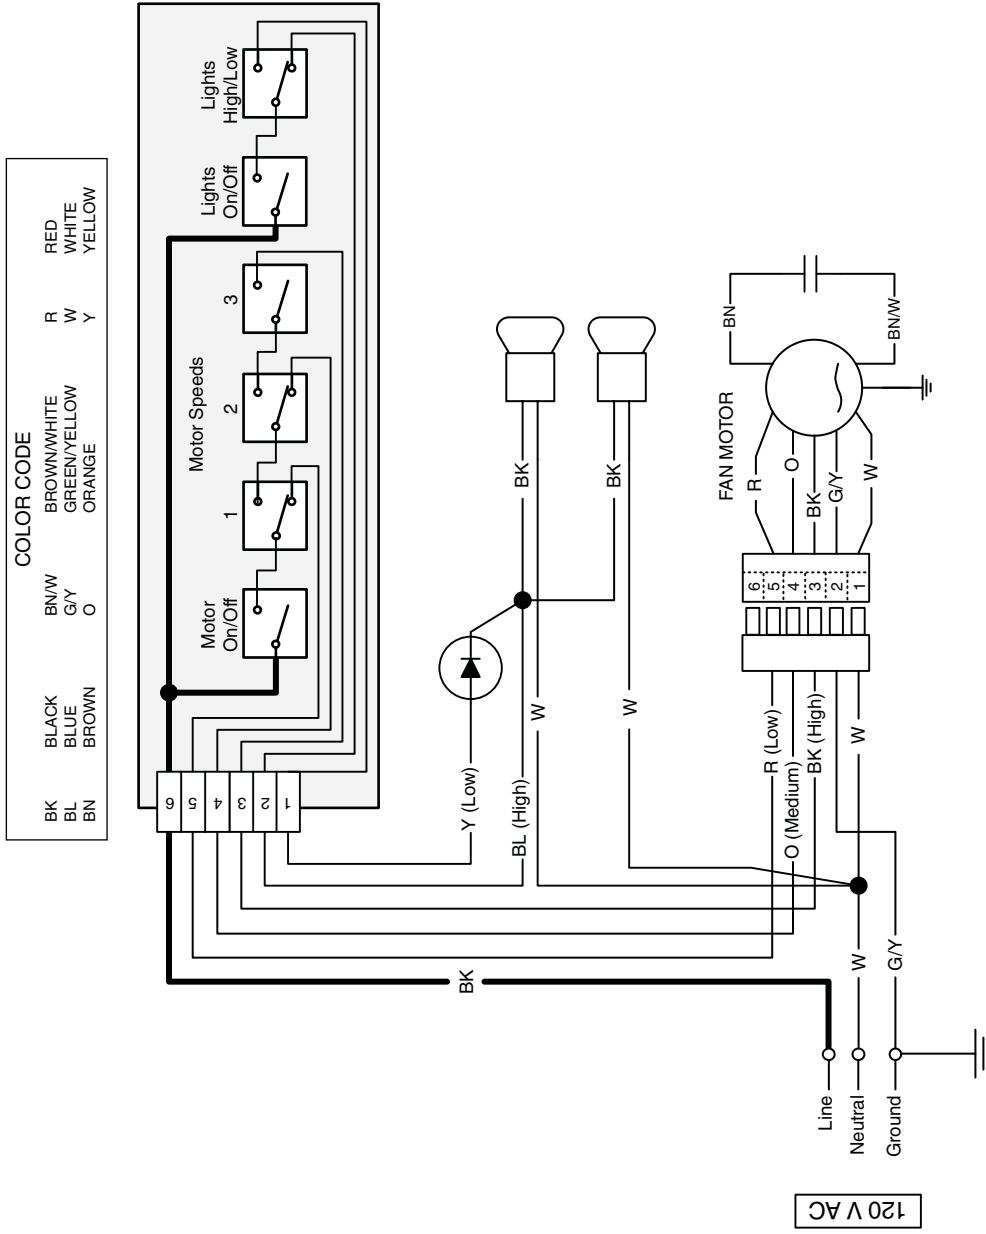 COLOR CODE
BK BLACK BN/W BROWN/WHITE R RED
BL BLUE G/Y GREEN/YELLOW W WHITE
BN BROWN O ORANGE Y YELLOW
Motor
On/Off
Motor Speeds
1
2
3
Lights
On/Off
Lights
High/Low
6
5
4
3
2
1
Y (Low)
BL (High)
W
W
BK
BK
BK
R (Low)
O (Medium)
BK (High)
W
6
5
4
3
2
1
FAN MOTOR
R
O
BK
G/Y
W
BN
BN/W
W
G/Y
Line
Neutral
Ground
120 V AC